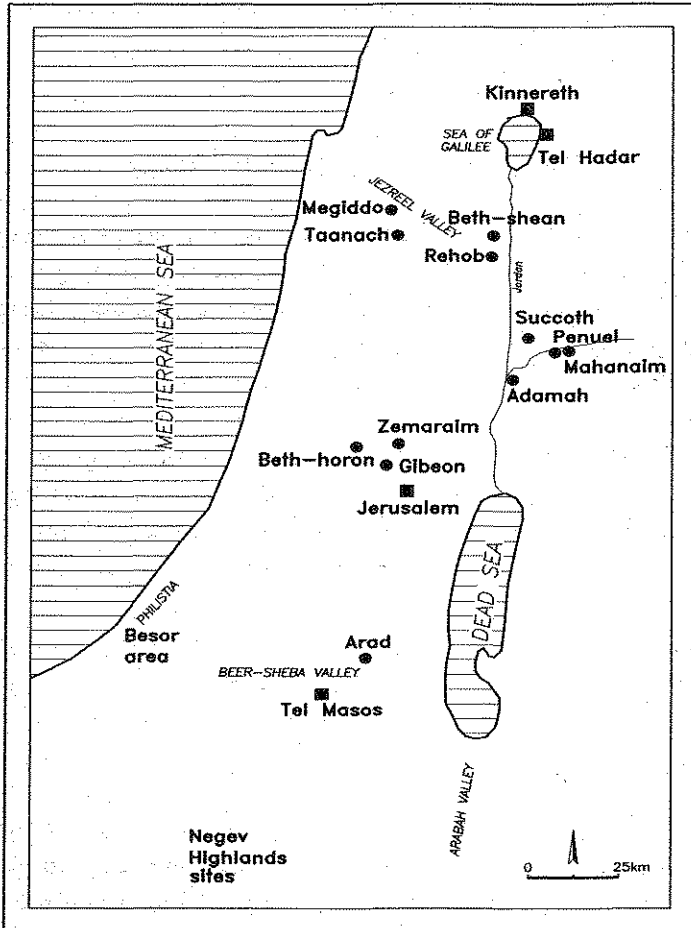 Kinnereth
SEA OF
GALILEE
Tel Hadar
JEZREEL VALLEY
Megiddo
Beth-shean
Taanach
Rehob
MEDITERRANEAN SEA
Jordan
Succoth
Penuel
Mahanaim
Adamah
Zemaraim
Beth-horon
Gibeon
Jerusalem
DEAD SEA
PHILISTIA
Besor
area
Arad
BEER-SHEBA VALLEY
Tel Masos
ARABAH VALLEY
Negev
Highlands
sites
0 25km